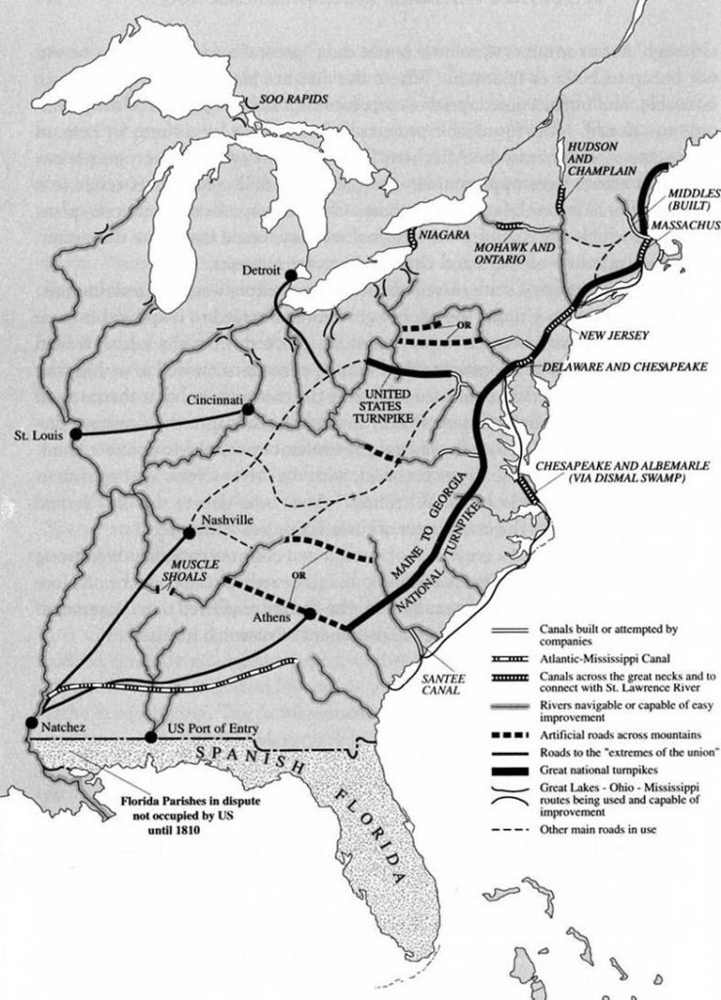 SOO RAPIDS
HUDSON
AND
CHAMPLAIN
MIDDLES
(BUILT)
MASSACHUS
NIAGARA
MOHAWK AND
ONTARIO
Detroit
OR
NEW JERSEY
DELAWARE AND CHESAPEAKE
UNITED
STATES
TURNPIKE
Cincinnati
St. Louis
CHESAPEAKE AND ALBEMARLE
(VIA DISMAL SWAMP)
MAINE TO GEORGIA
NATIONAL TURNPIKE
Nashville
MUSCLE
SHOALS
OR
Athens
SANTEE
CANAL
Natchez
US Port of Entry
SPANISH
FLORIDA
Florida Parishes in dispute
not occupied by US
until 1810
Canals built or attempted by
companies
Atlantic-Mississippi Canal
Canals across the great necks and to
connect with St. Lawrence River
Rivers navigable or capable of easy
improvement
Artificial roads across mountains
Roads to the "extremes of the union"
Great national turnpikes
Great Lakes - Ohio - Mississippi
routes being used and capable of
improvement
Other main roads in use